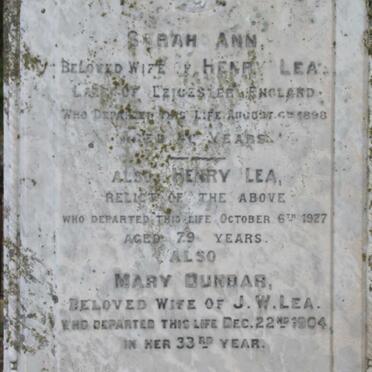 SARAH ANN,
BELOVED WIFE OF HENRY LEA.
LATE OF LEICESTER ENGLAND.
WHO DEPARTED THIS LIFE AUGUST 1898
AGED YEARS.
ALSO HENRY LEA,
RELICT OF THE ABOVE
WHO DEPARTED THIS LIFE OCTOBER 6TH 1927
AGED 79 YEARS.
ALSO
MARY DUNBAR,
BELOVED WIFE OF J.W. LEA.
WHO DEPARTED THIS LIFE DEC. 22ND 1904,
IN HER 33RD YEAR.